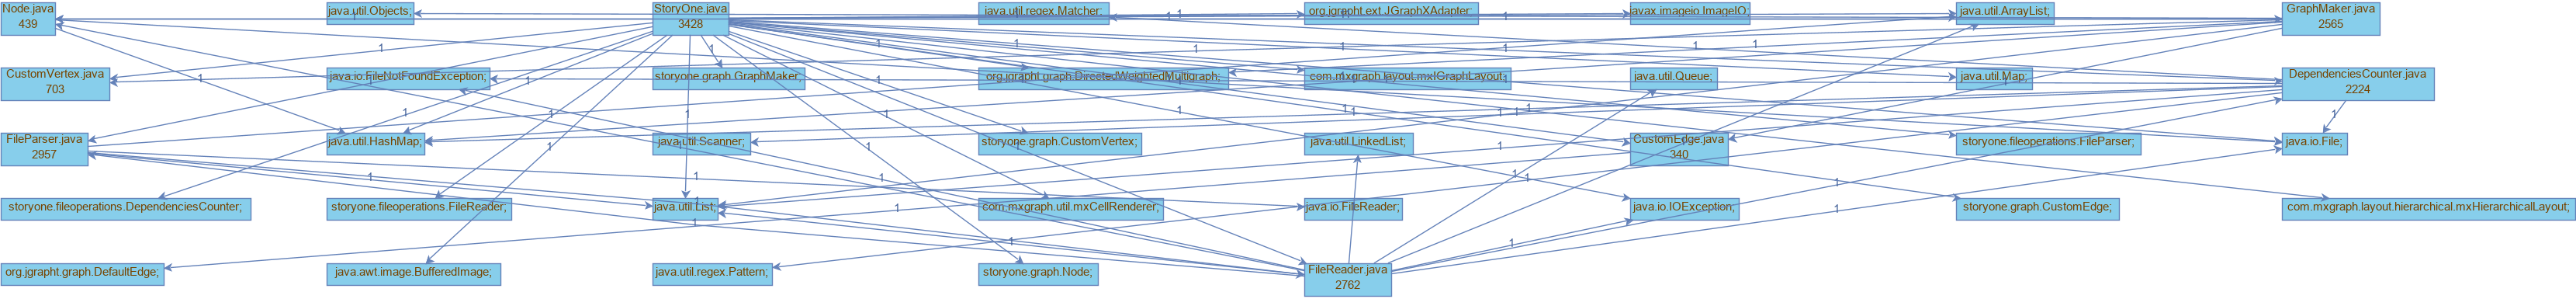 Node.java
439
java.util.Objects;
StoryOne.java
3428
java.util.regex.Matcher;
org.jgrapht.ext.JGraphXAdapter;
javax.imageio.ImageIO;
java.util.ArrayList;
GraphMaker.java
2565
CustomVertex.java
703
java.io.FileNotFoundException;
storyone.graph.GraphMaker;
org.jgrapht.graph.DirectedWeightedMultigraph;
com.mxgraph.layout.mxIGraphLayout;
java.util.Queue;
java.util.Map;
DependenciesCounter.java
2224
FileParser.java
2957
java.util.HashMap;
java.util.Scanner;
storyone.graph.CustomVertex;
java.util.LinkedList;
CustomEdge.java
340
storyone.fileoperations.FileParser;
java.io.File;
storyone.fileoperations.DependenciesCounter;
storyone.fileoperations.FileReader;
java.util.List;
com.mxgraph.util.mxCellRenderer;
java.io.FileReader;
java.io.IOException;
storyone.graph.CustomEdge;
com.mxgraph.layout.hierarchical.mxHierarchicalLayout;
org.jgrapht.graph.DefaultEdge;
java.awt.image.BufferedImage;
java.util.regex.Pattern;
storyone.graph.Node;
FileReader.java
2762